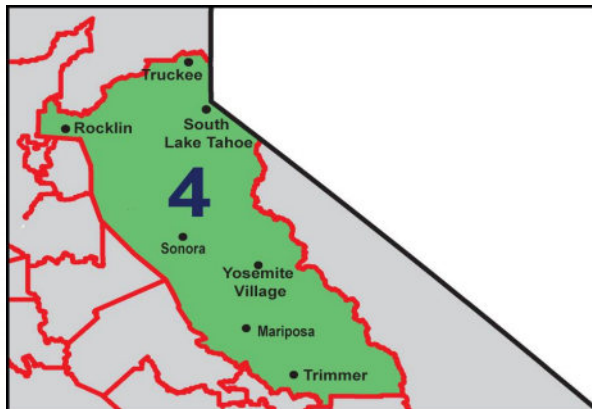 Truckee
Rocklin
South
Lake Tahoe
4
Sonora
Yosemite
Village
Mariposa
Trimmer